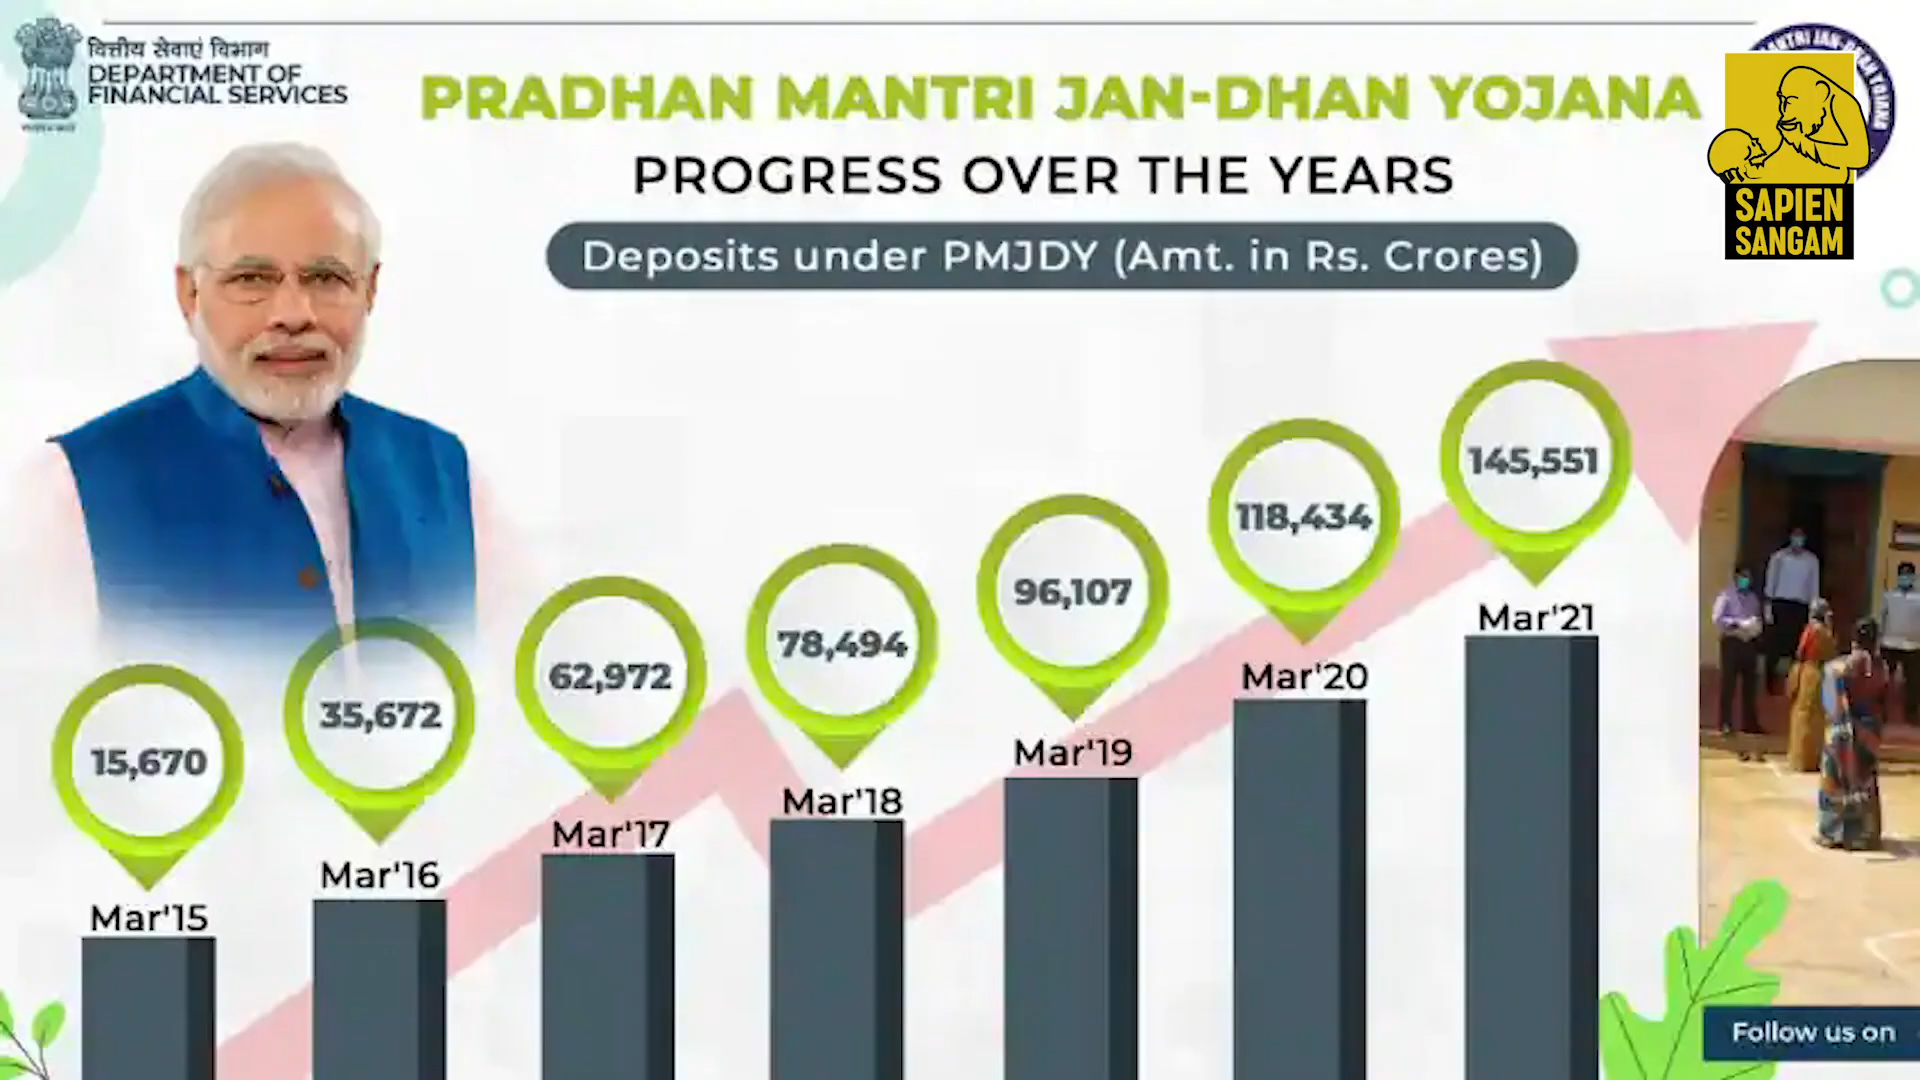 वित्तीय सेवाएं विभाग
DEPARTMENT OF
FINANCIAL SERVICES
PRADHAN MANTRI JAN-DHAN YOJANA
PROGRESS OVER THE YEARS
Deposits under PMJDY (Amt. in Rs. Crores)
SAPIEN
SANGAM
15,670
35,672
62,972
78,494
96,107
118,434
145,551
Mar'15
Mar'16
Mar'17
Mar'18
Mar'19
Mar'20
Mar'21
Follow us on